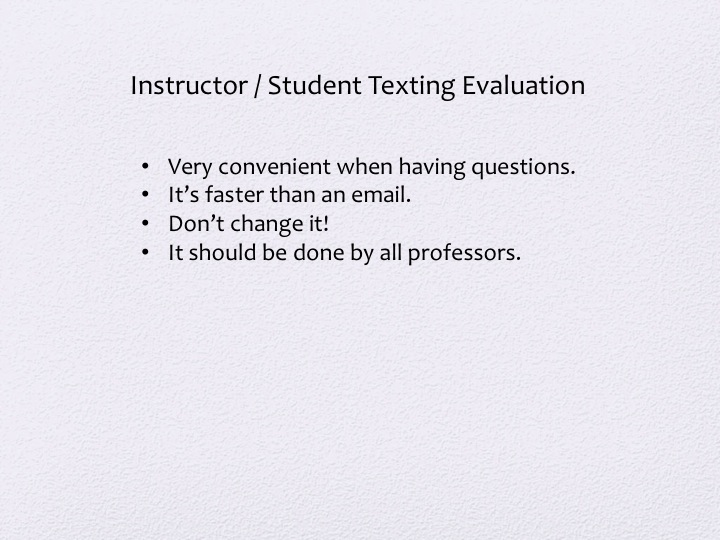 Instructor / Student Texting Evaluation
• Very convenient when having questions.
• It’s faster than an email.
• Don’t change it!
• It should be done by all professors.